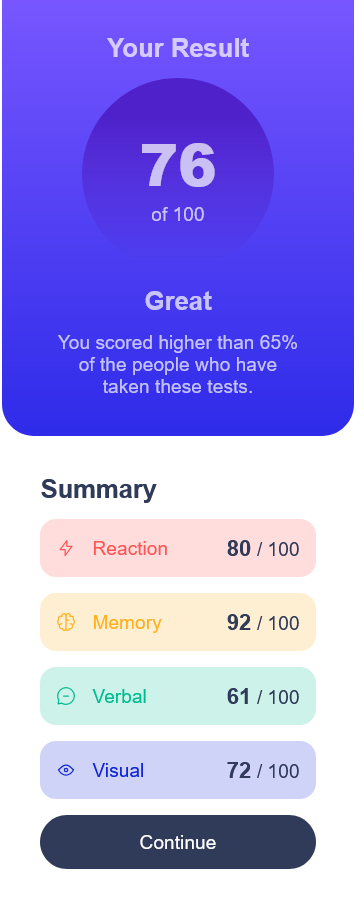 Your Result
76
of 100
Great
You scored higher than 65%
of the people who have
taken these tests.
Summary
Reaction 80 / 100
Memory 92 / 100
Verbal 61 / 100
Visual 72 / 100
Continue